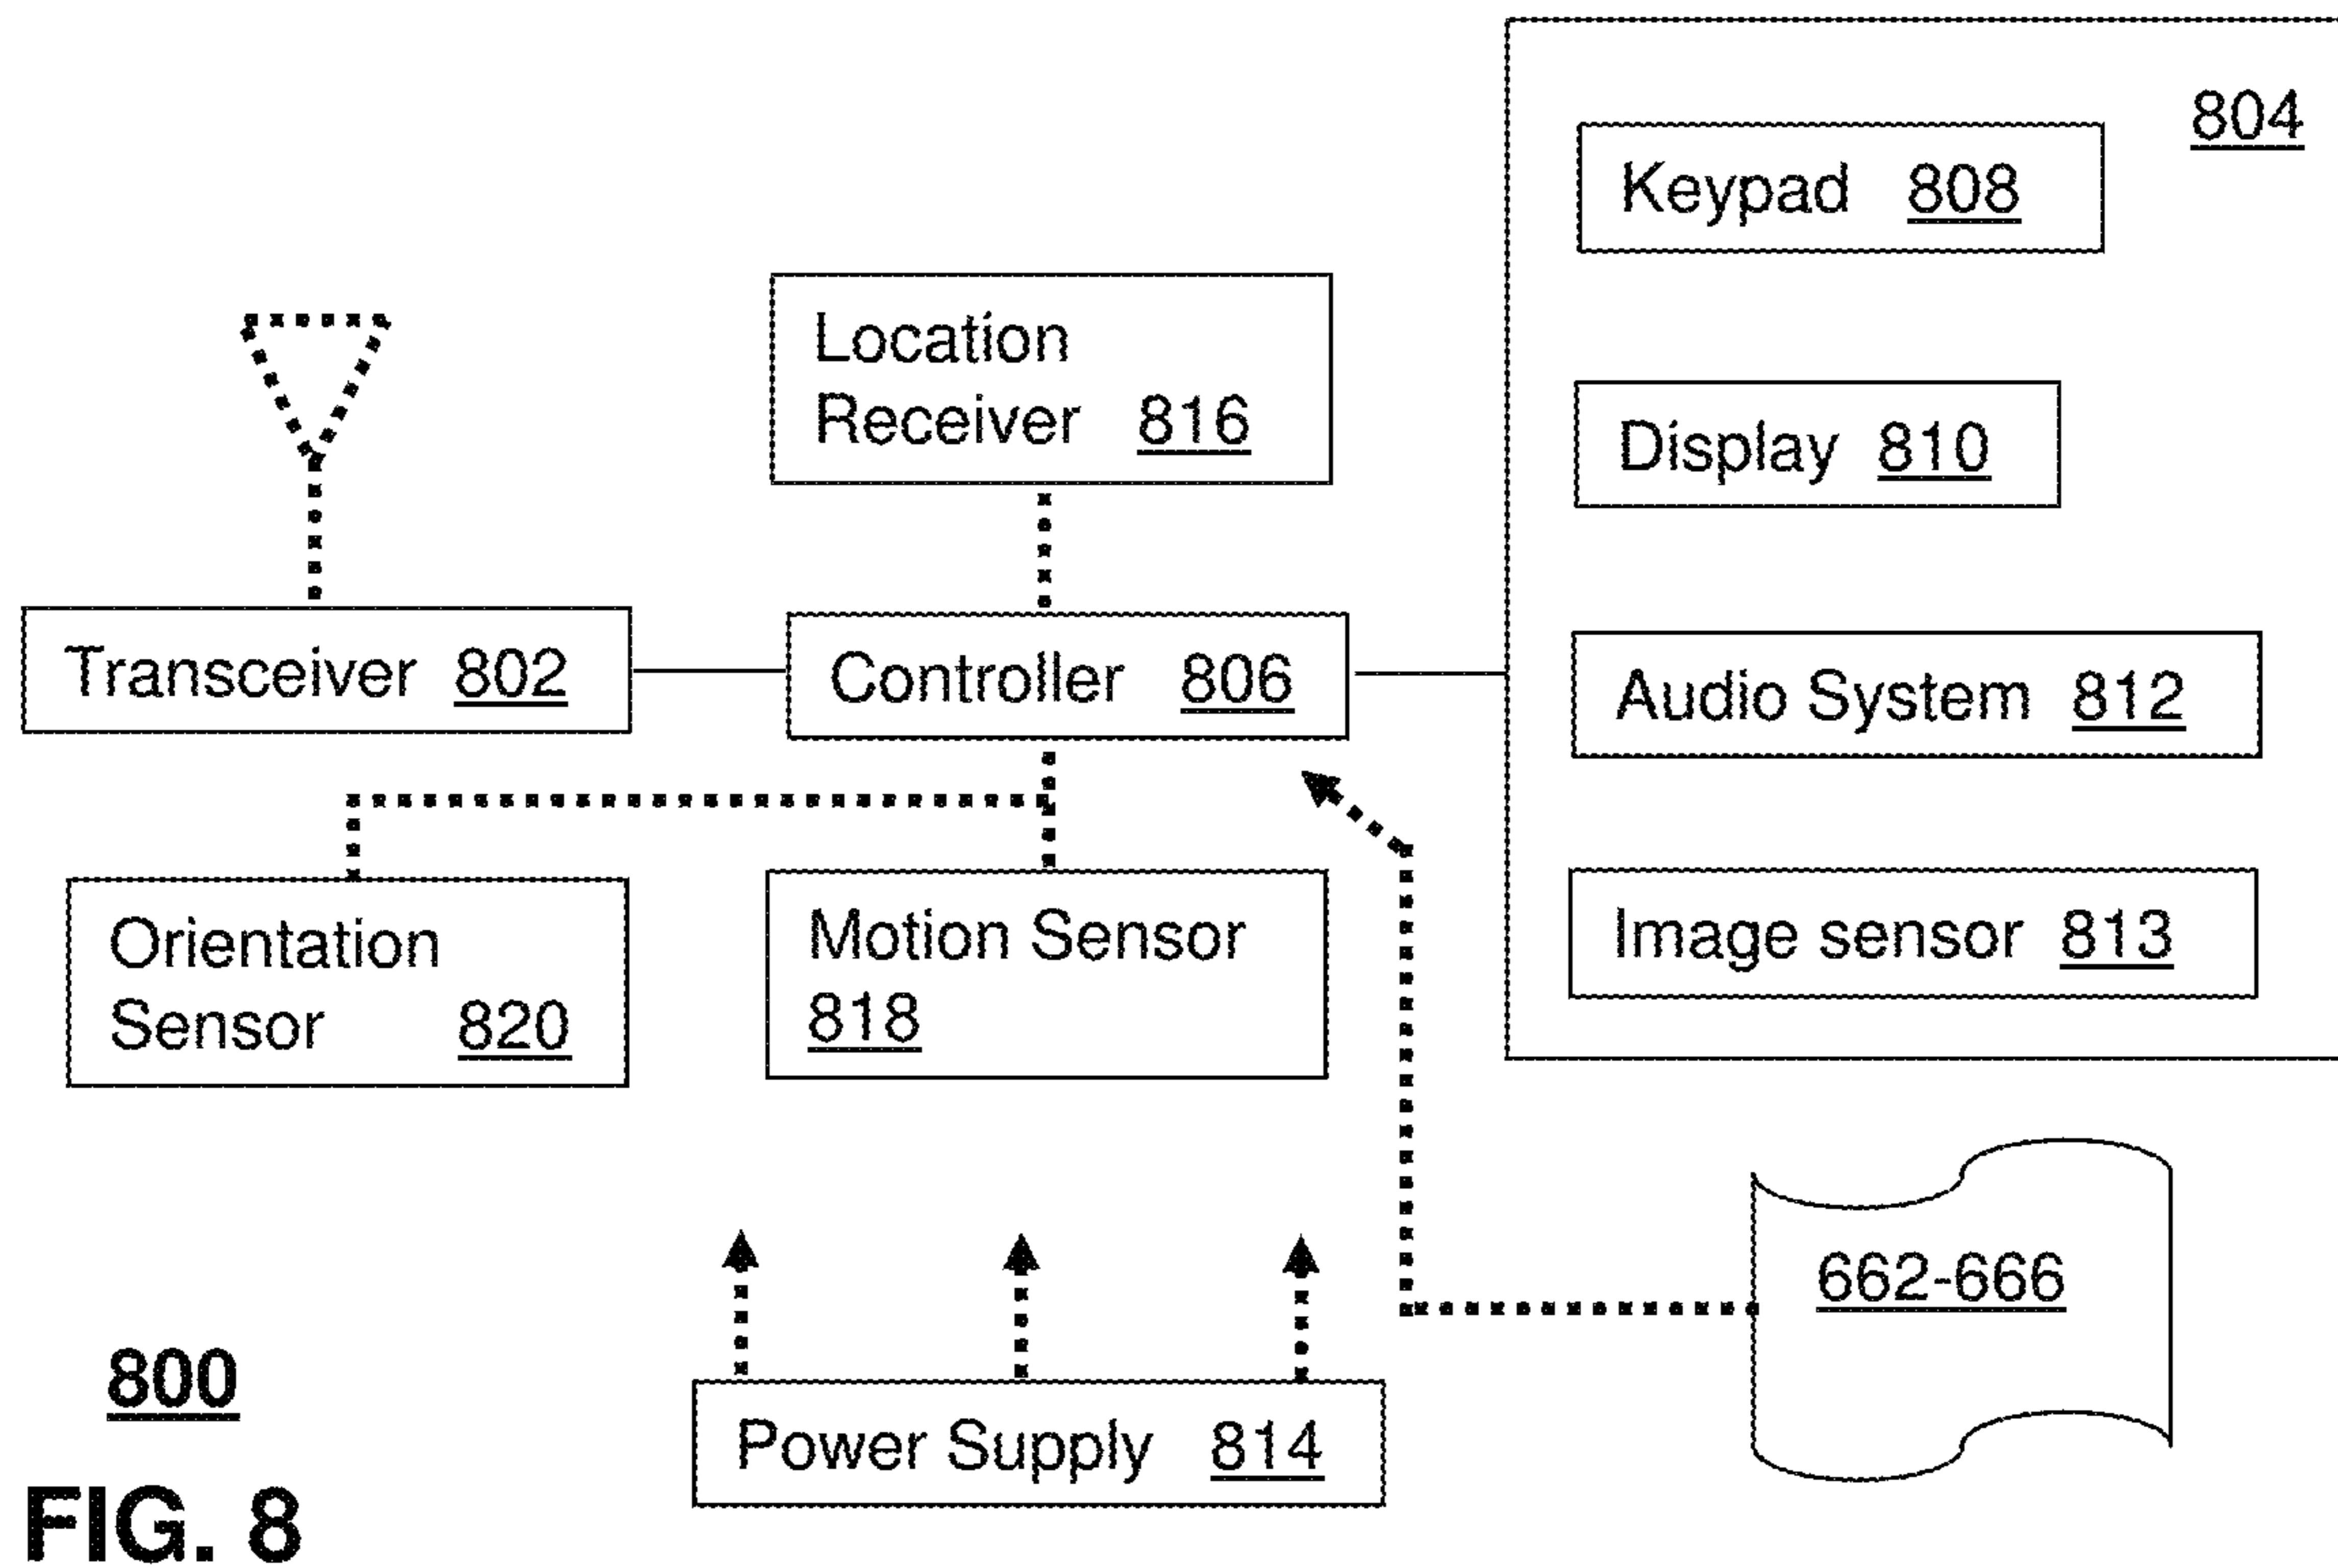 804
Keypad 808
Location
Receiver 816
Display 810
Transceiver 802
Controller 806
Audio System 812
Orientation
Sensor 820
Motion Sensor
818
Image sensor 813
662-666
800
Power Supply 814
FIG. 8